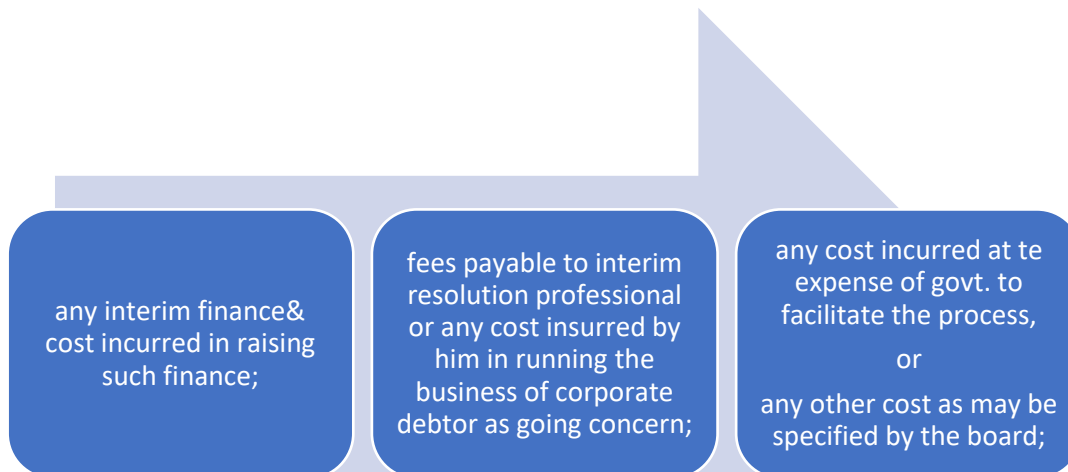 any interim finance&
cost incurred in raising
such finance;
fees payable to interim
resolution professional
or any cost insurred by
him in running the
business of corporate
debtor as going concern;
any cost incurred at te
expense of govt. to
facilitate the process,
or
any other cost as may be
specified by the board;